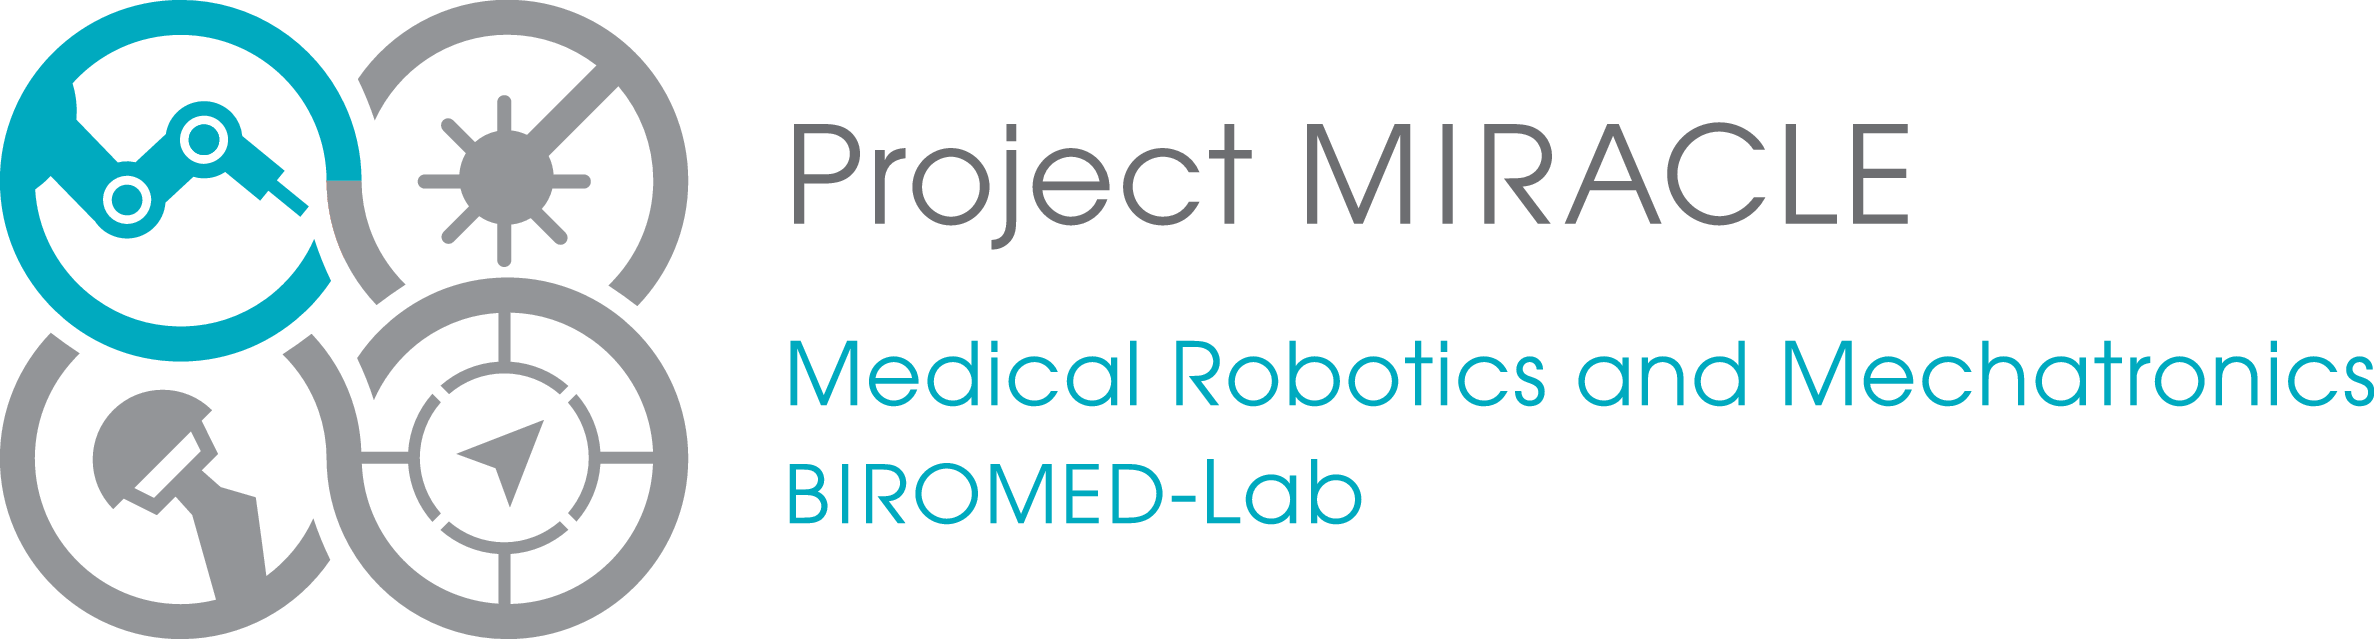 Project MIRACLE
Medical Robotics and Mechatronics
BIROMED-Lab